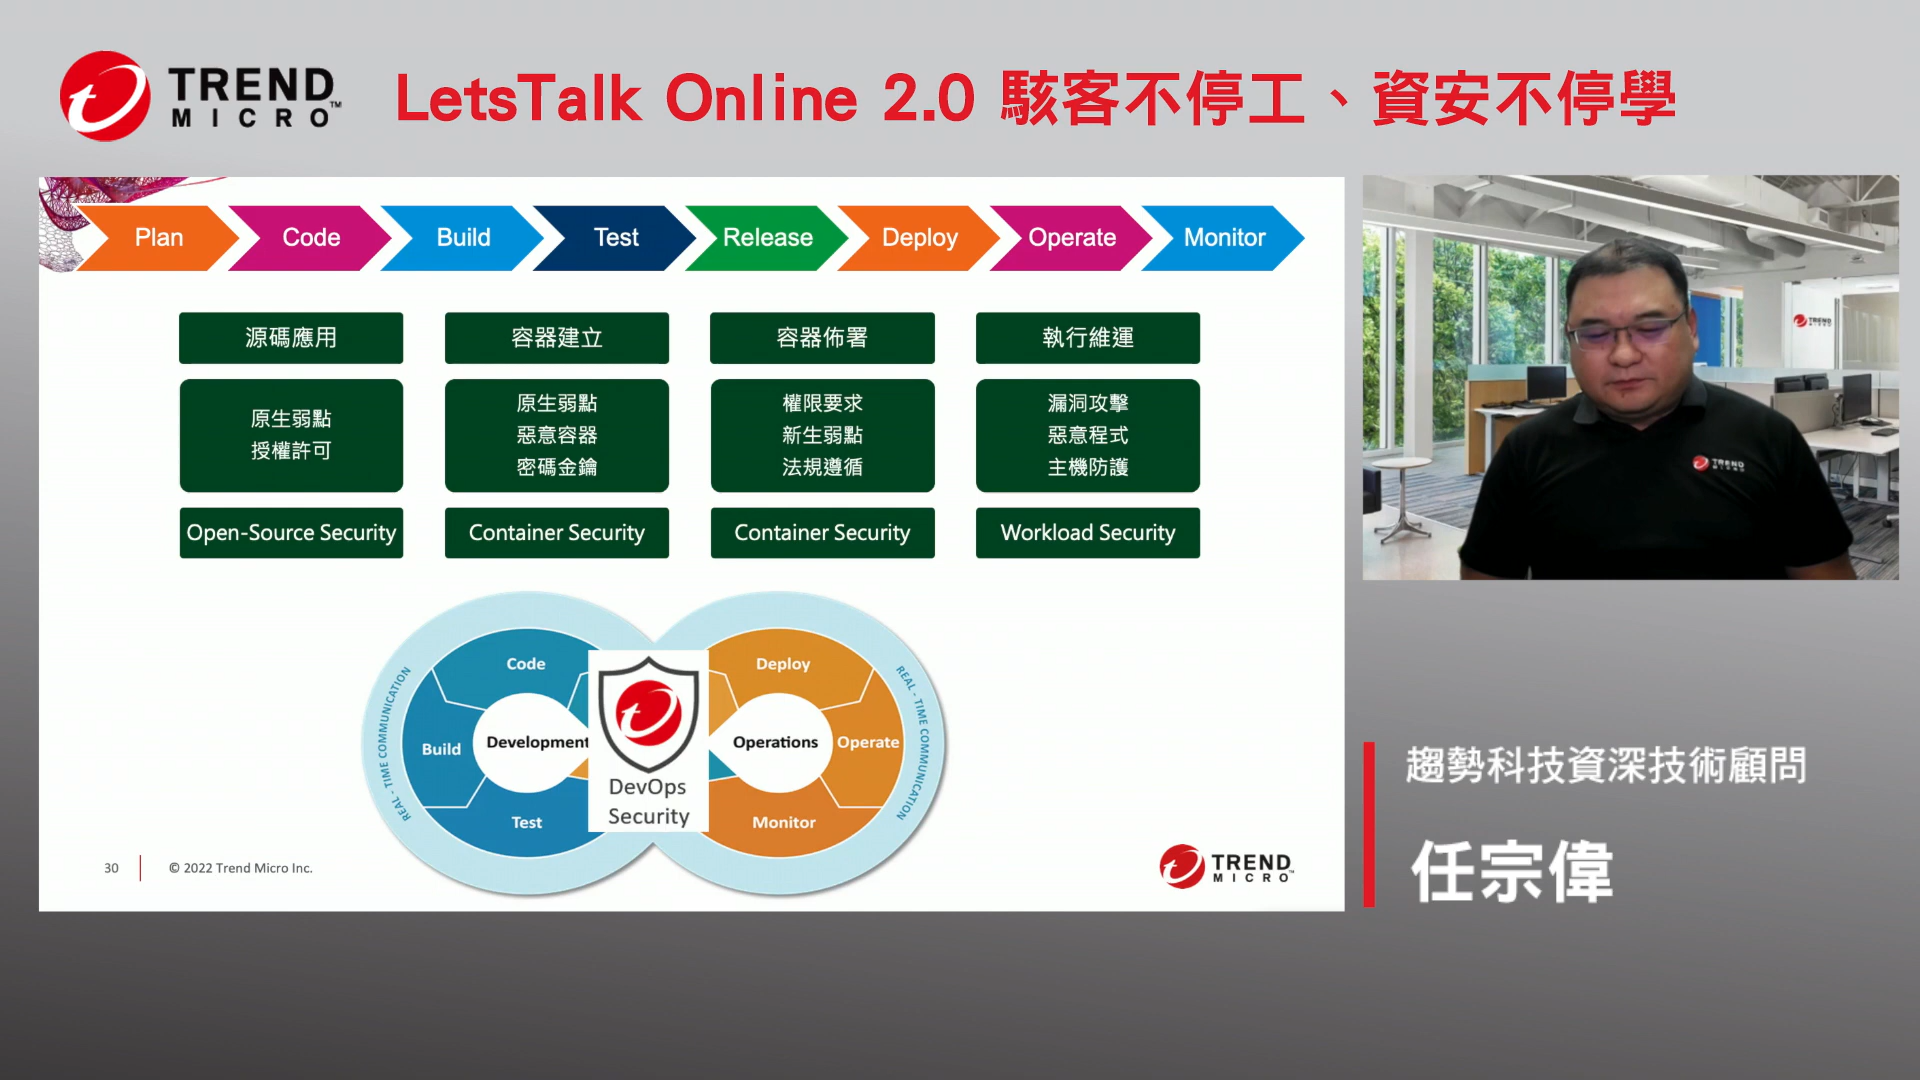 TREND MICRO™
LetsTalk Online 2.0 駭客不停工、資安不停學
Plan
Code
Build
Test
Release
Deploy
Operate
Monitor
源碼應用
容器建立
容器佈署
執行維運
原生弱點
授權許可
原生弱點
惡意容器
密碼金鑰
權限要求
新生弱點
法規遵循
漏洞攻擊
惡意程式
主機防護
Open-Source Security
Container Security
Container Security
Workload Security
REAL - TIME COMMUNICATION
Code
Build
Development
Test
DevOps
Security
Deploy
Operations
Operate
Monitor
REAL - TIME COMMUNICATION
30
© 2022 Trend Micro Inc.
TREND MICRO™
TREND
TREND MICRO
趨勢科技資深技術顧問
任宗偉